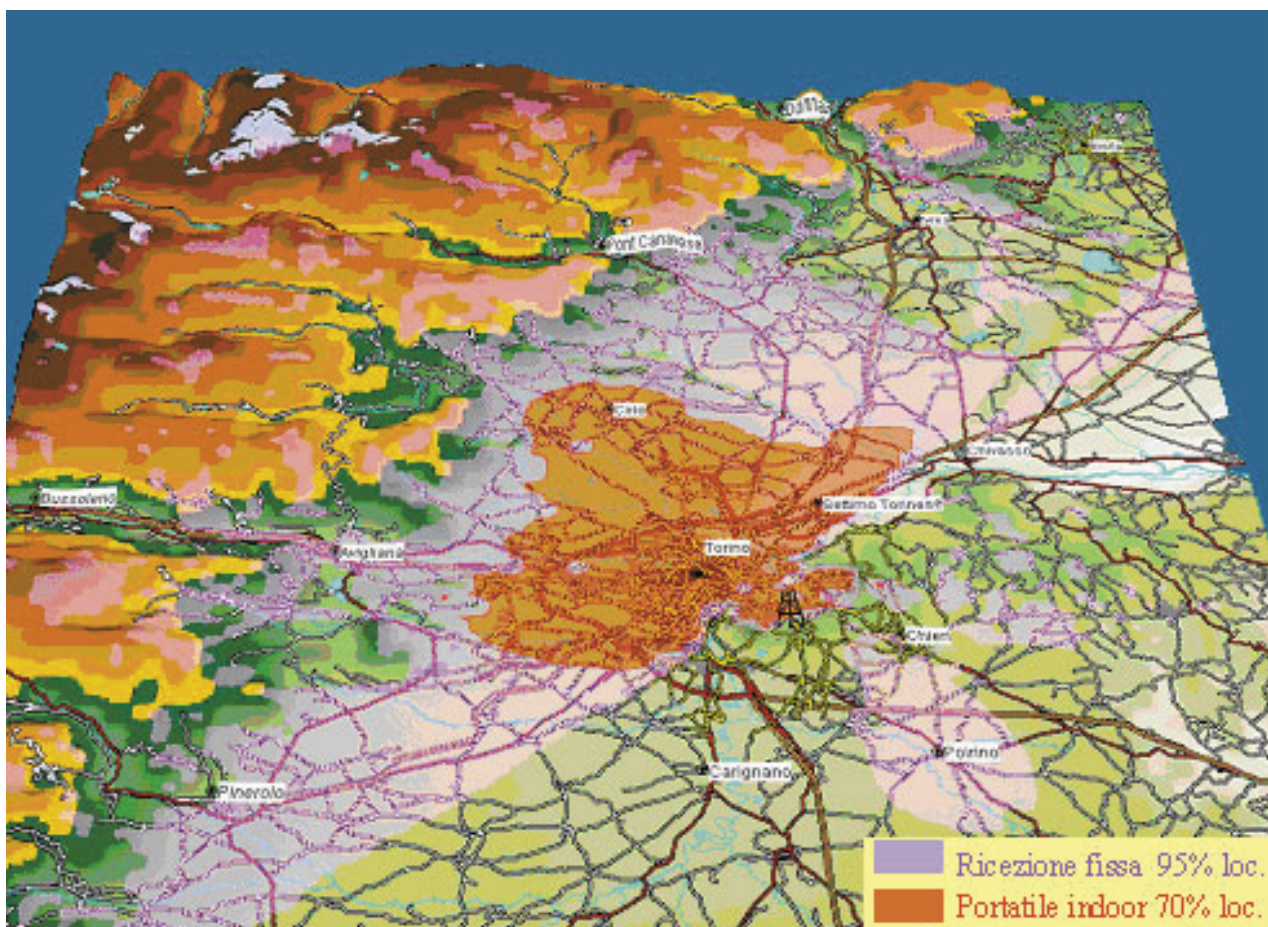 Pont Canavese
Ciriè
Chivasso
Bussoleno
Settimo Torinese
Avigliana
Torino
Chieri
Poirino
Carignano
Pinerolo
Ricezione fissa 95% loc.
Portatile indoor 70% loc.